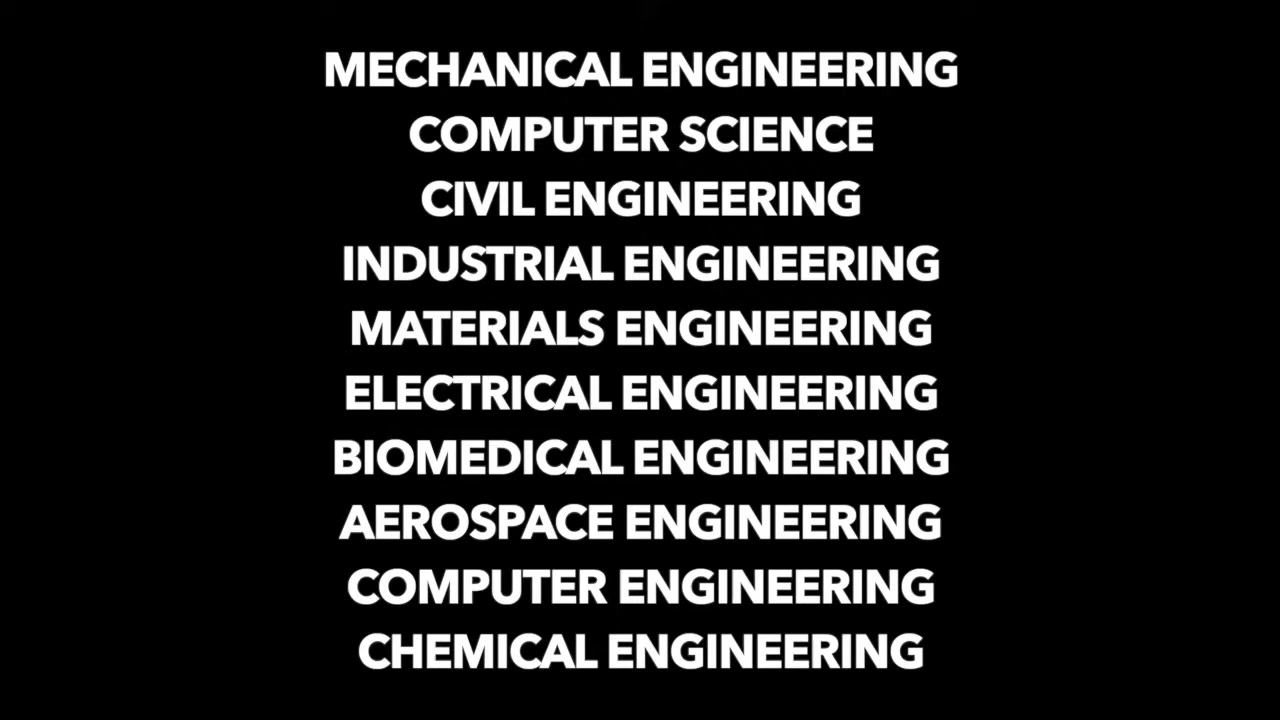 MECHANICAL ENGINEERING
COMPUTER SCIENCE
CIVIL ENGINEERING
INDUSTRIAL ENGINEERING
MATERIALS ENGINEERING
ELECTRICAL ENGINEERING
BIOMEDICAL ENGINEERING
AEROSPACE ENGINEERING
COMPUTER ENGINEERING
CHEMICAL ENGINEERING